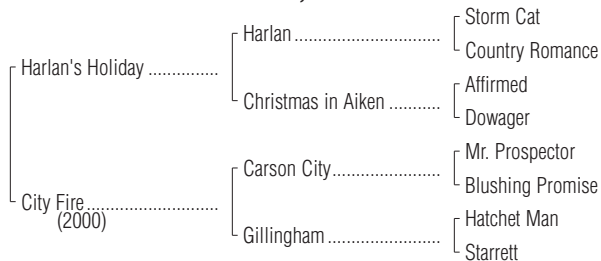 Storm Cat
Harlan..............................
Country Romance
Harlan's Holiday ...............
Affirmed
Christmas in Aiken ...........
Dowager
Mr. Prospector
Carson City.......................
Blushing Promise
City Fire............................
(2000)
Hatchet Man
Gillingham ........................
Starrett